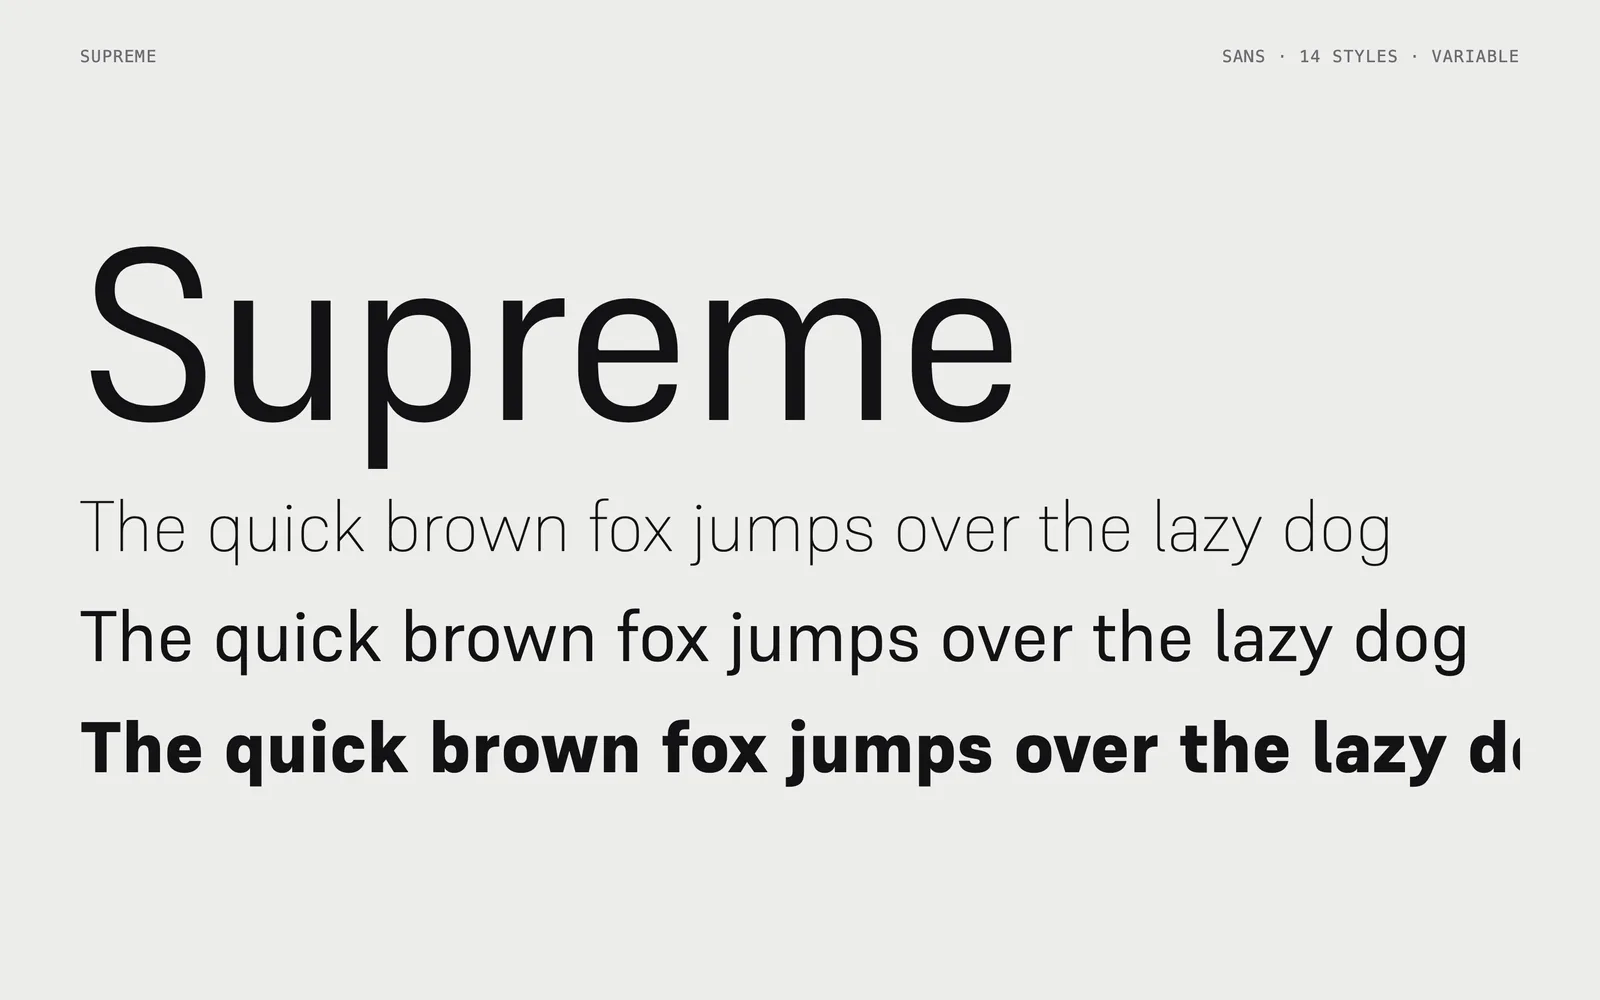 SUPREME
SANS · 14 STYLES · VARIABLE
Supreme
The quick brown fox jumps over the lazy dog
The quick brown fox jumps over the lazy dog
The quick brown fox jumps over the lazy